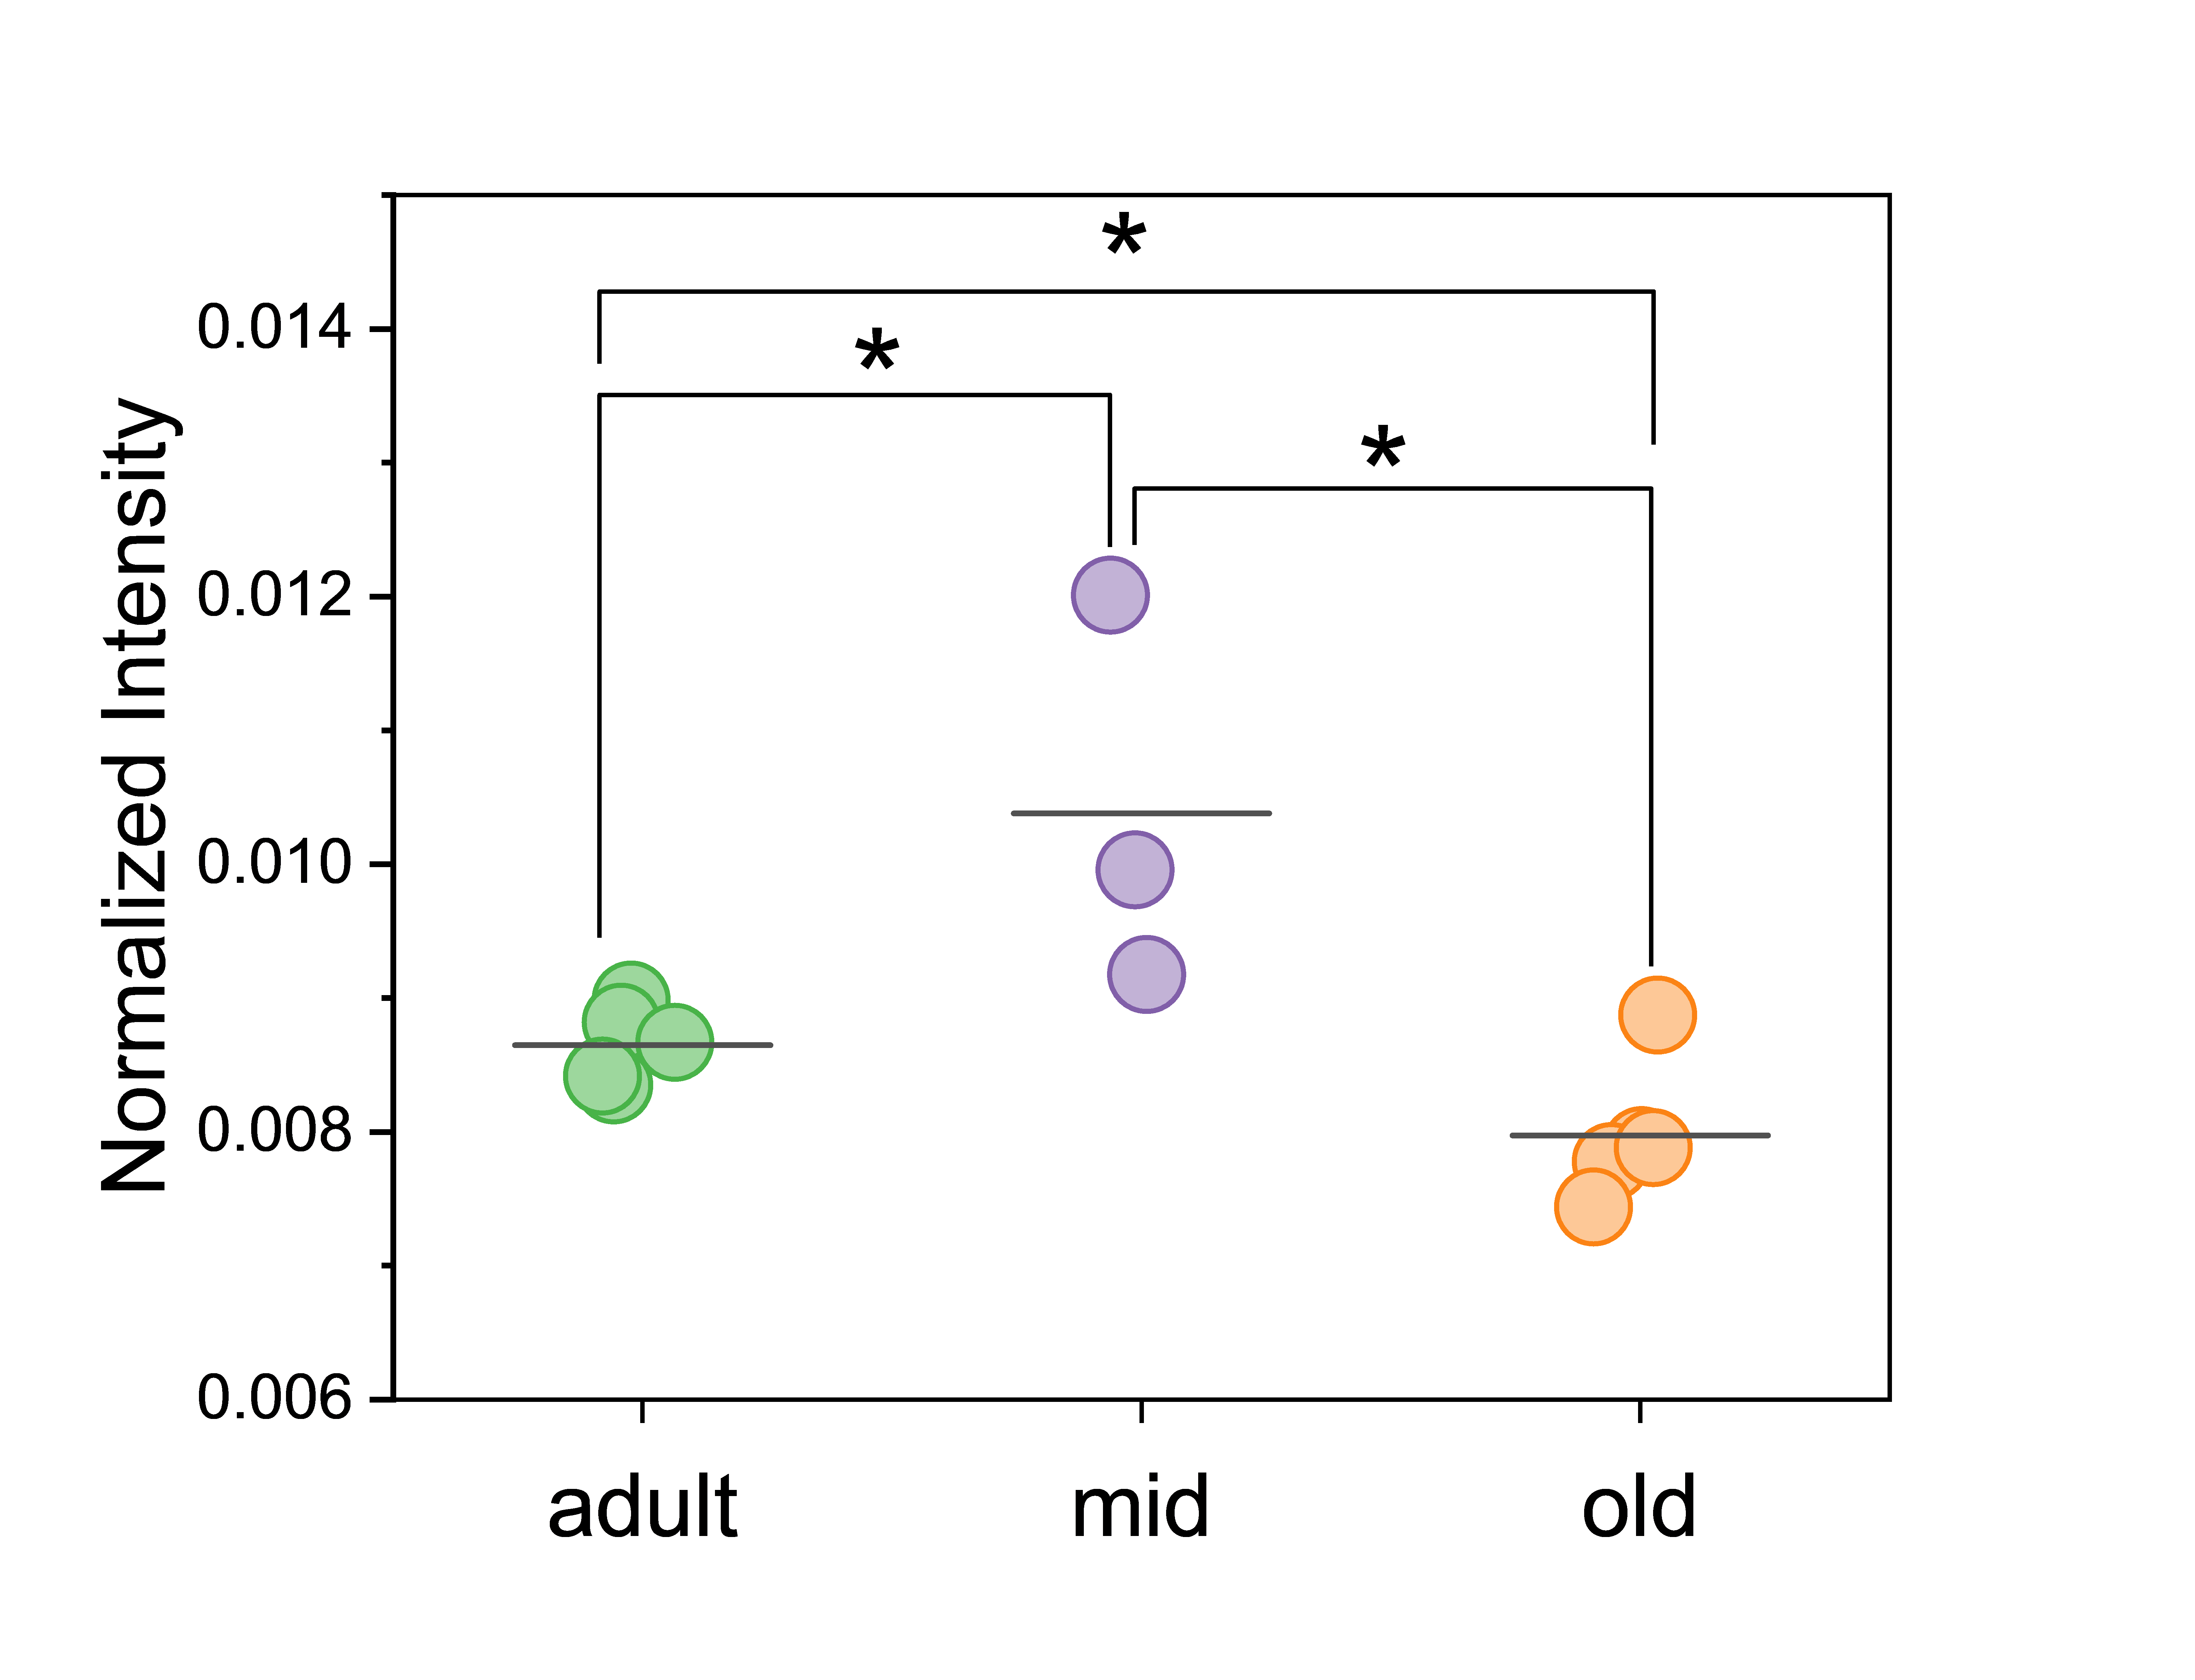 *
0.014
*
*
0.012
0.010
0.008
0.006
Normalized Intensity
adult
mid
old